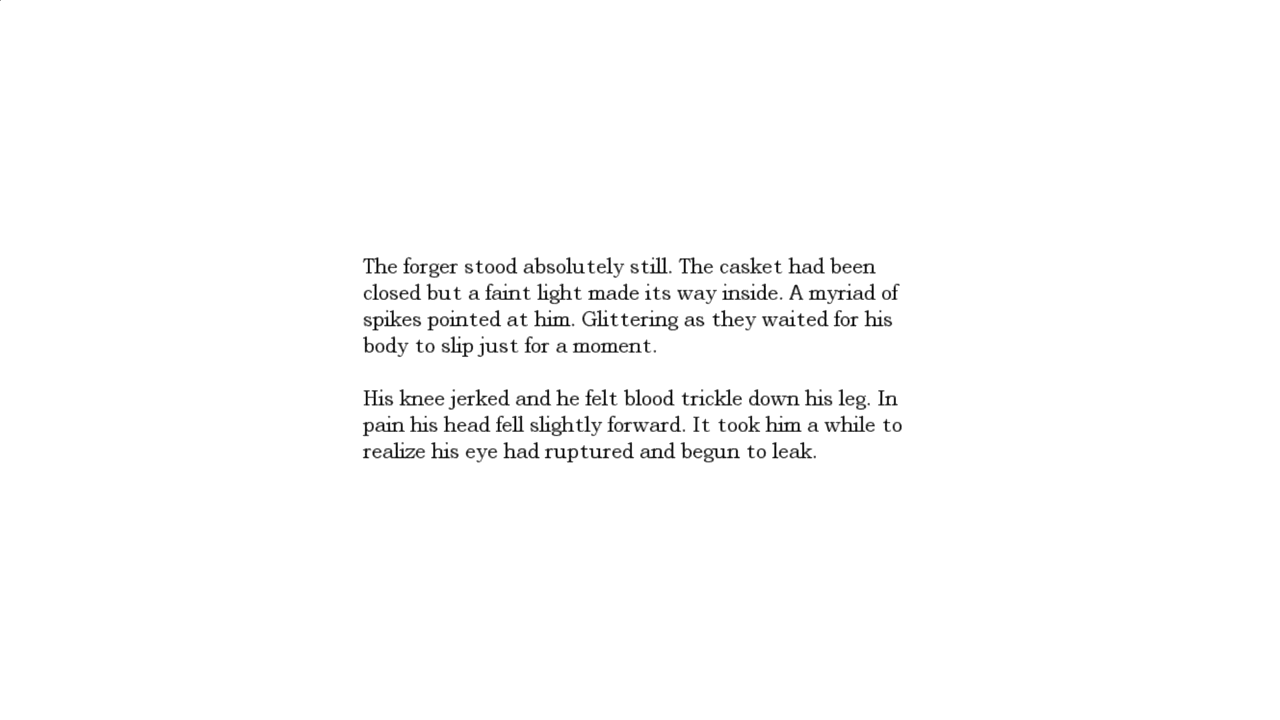 The forger stood absolutely still. The casket had been
closed but a faint light made its way inside. A myriad of
spikes pointed at him. Glittering as they waited for his
body to slip just for a moment.
His knee jerked and he felt blood trickle down his leg. In
pain his head fell slightly forward. It took him a while to
realize his eye had ruptured and begun to leak.